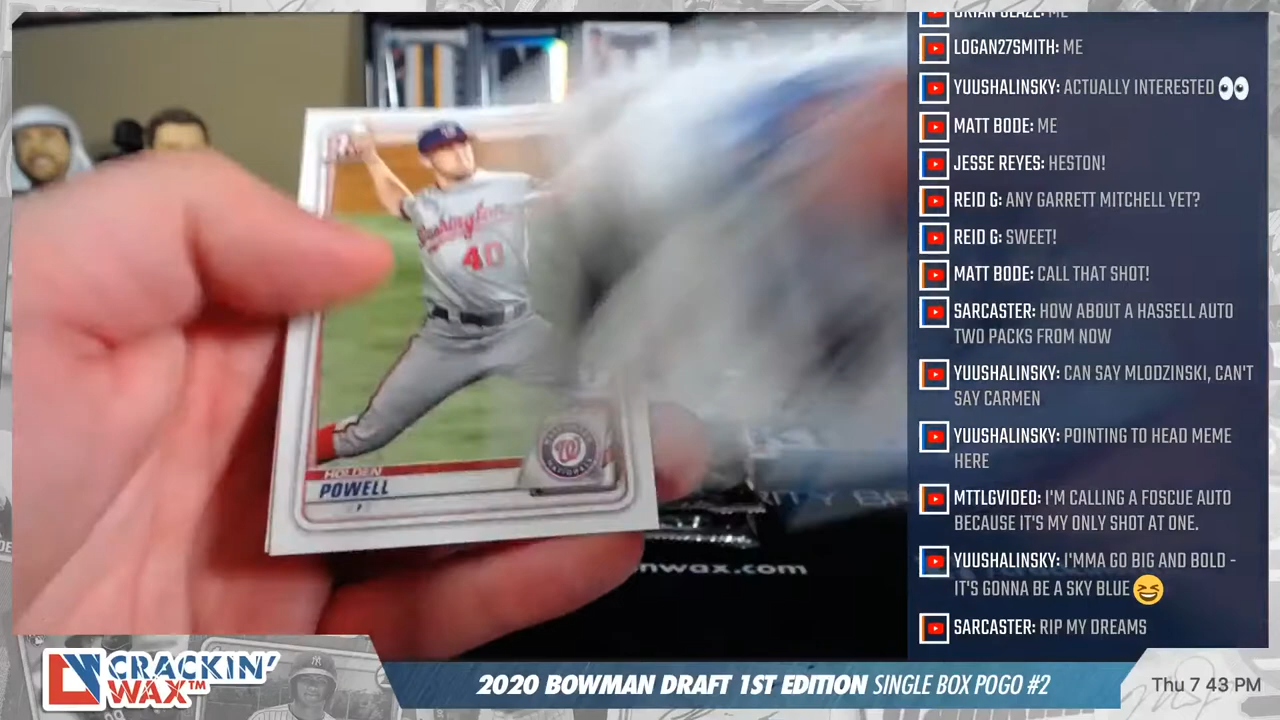 BRIAN GLAZE: ME
LOGAN27SMITH: ME
YUUSHALINSKY: ACTUALLY INTERESTED 👀
MATT BODE: ME
JESSE REYES: HESTON!
REID G: ANY GARRETT MITCHELL YET?
REID G: SWEET!
MATT BODE: CALL THAT SHOT!
SARCASTER: HOW ABOUT A HASSELL AUTO
TWO PACKS FROM NOW
YUUSHALINSKY: CAN SAY MLODZINSKI, CAN'T
SAY CARMEN
YUUSHALINSKY: POINTING TO HEAD MEME
HERE
MTTLGVIDEO: I'M CALLING A FOSCUE AUTO
BECAUSE IT'S MY ONLY SHOT AT ONE.
YUUSHALINSKY: I'MMA GO BIG AND BOLD -
IT'S GONNA BE A SKY BLUE 😆
SARCASTER: RIP MY DREAMS
Washington
40
W
HOLDEN
POWELL
nwax.com
CRACKIN'
WAX™
2020 BOWMAN DRAFT 1ST EDITION SINGLE BOX POGO #2
Thu 7 43 PM